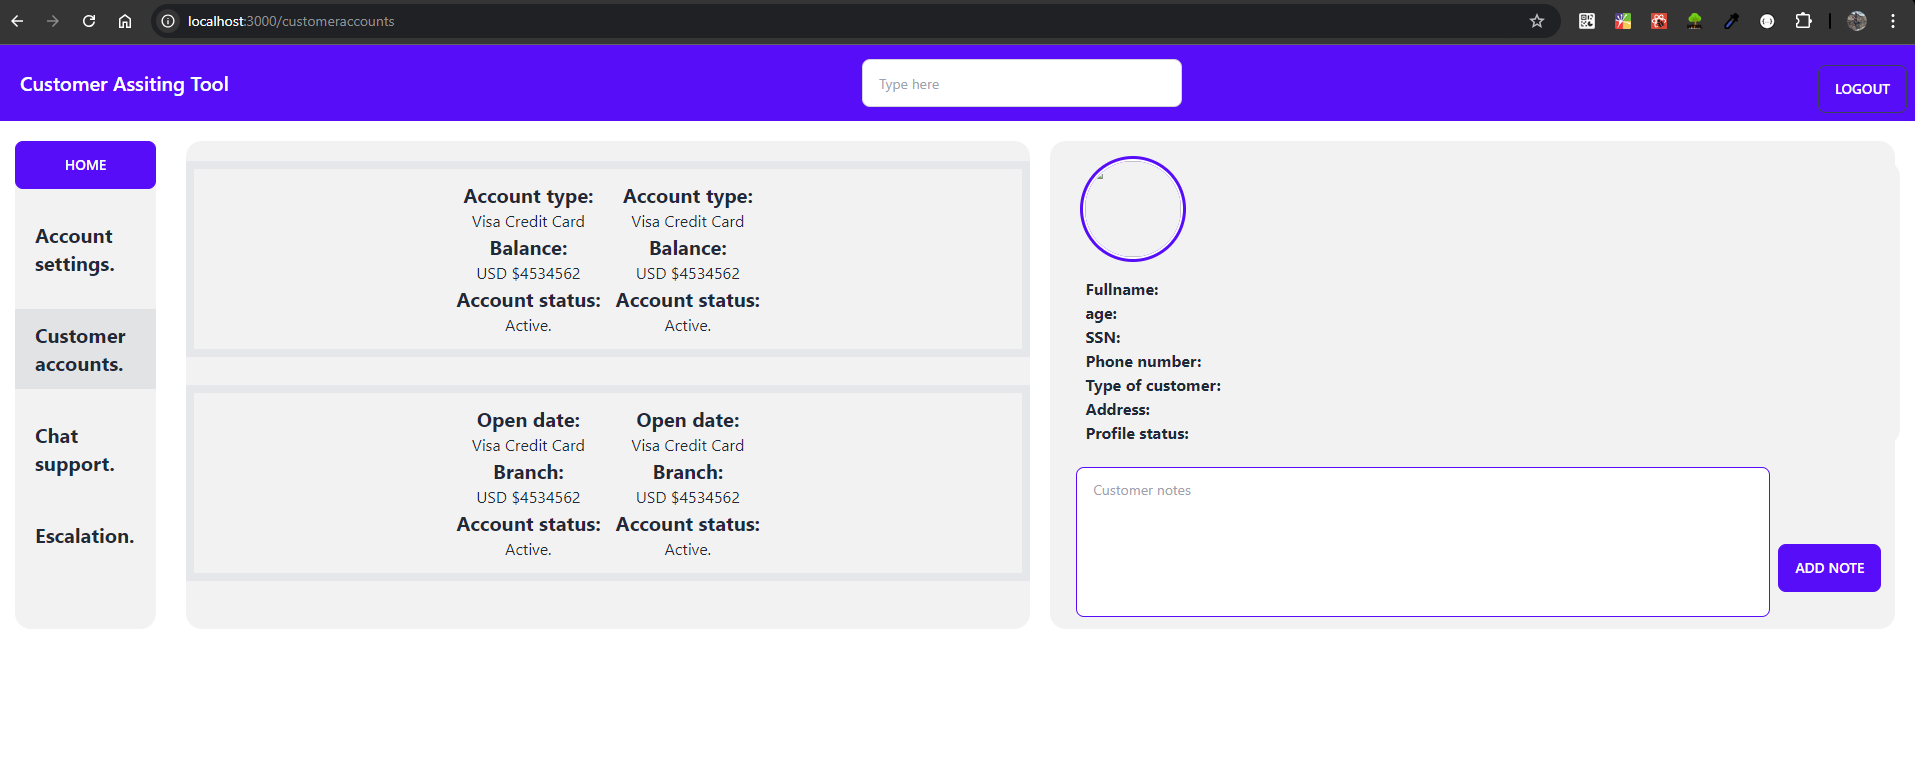 localhost:3000/customeraccounts
Customer Assiting Tool
Type here
LOGOUT
HOME
Account
settings.
Customer
accounts.
Chat
support.
Escalation.
Account type: Account type:
Visa Credit Card Visa Credit Card
Balance: Balance:
USD $4534562 USD $4534562
Account status: Account status:
Active. Active.
Open date: Open date:
Visa Credit Card Visa Credit Card
Branch: Branch:
USD $4534562 USD $4534562
Account status: Account status:
Active. Active.
Fullname:
age:
SSN:
Phone number:
Type of customer:
Address:
Profile status:
Customer notes
ADD NOTE